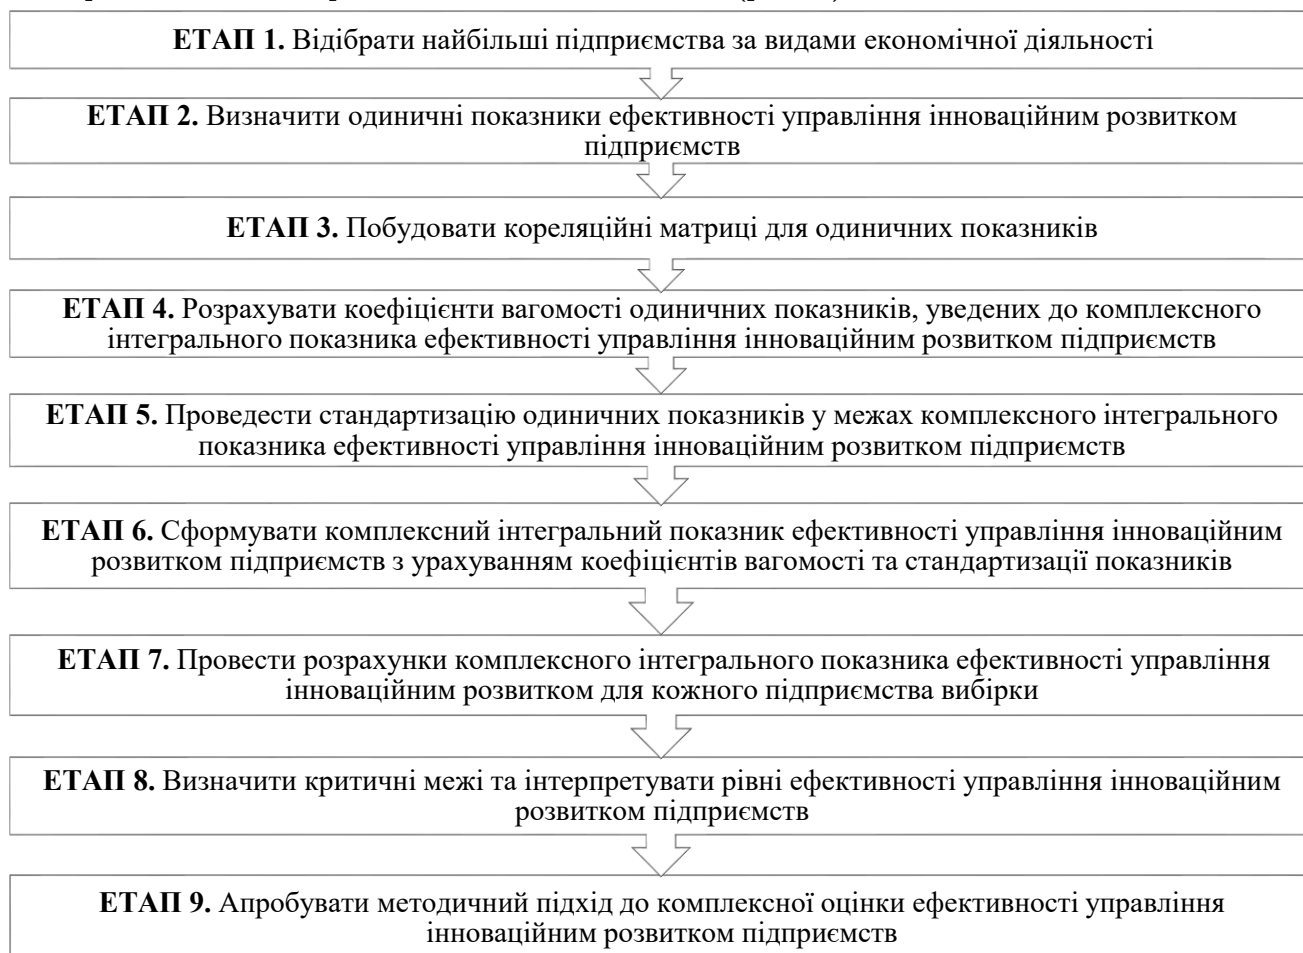 ЕТАП 1. Відібрати найбільші підприємства за видами економічної діяльності
ЕТАП 2. Визначити одиничні показники ефективності управління інноваційним розвитком
підприємств
ЕТАП 3. Побудовати кореляційні матриці для одиничних показників
ЕТАП 4. Розрахувати коефіцієнти вагомості одиничних показників, уведених до комплексного
інтегрального показника ефективності управління інноваційним розвитком підприємств
ЕТАП 5. Проведести стандартизацію одиничних показників у межах комплексного інтегрального
показника ефективності управління інноваційним розвитком підприємств
ЕТАП 6. Сформувати комплексний інтегральний показник ефективності управління інноваційним
розвитком підприємств з урахуванням коефіцієнтів вагомості та стандартизації показників
ЕТАП 7. Провести розрахунки комплексного інтегрального показника ефективності управління
інноваційним розвитком для кожного підприємства вибірки
ЕТАП 8. Визначити критичні межі та інтерпретувати рівні ефективності управління інноваційним
розвитком підприємств
ЕТАП 9. Апробувати методичний підхід до комплексної оцінки ефективності управління
інноваційним розвитком підприємств